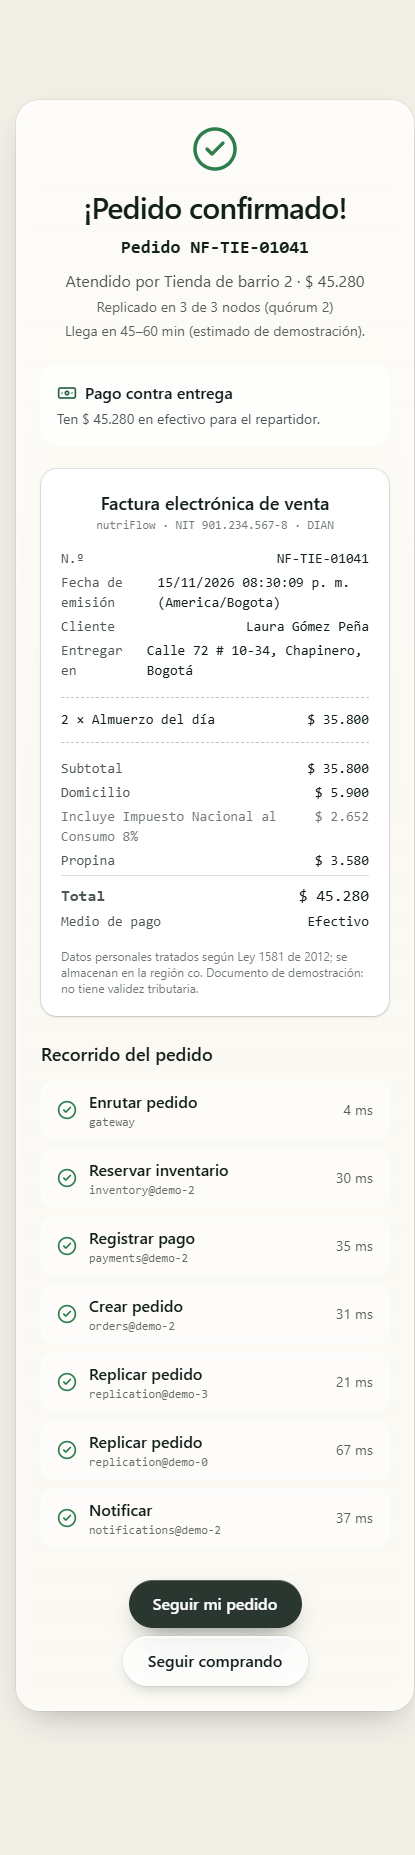 ¡Pedido confirmado!
Pedido NF-TIE-01041
Atendido por Tienda de barrio 2 · $ 45.280
Replicado en 3 de 3 nodos (quórum 2)
Llega en 45–60 min (estimado de demostración).
Pago contra entrega
Ten $ 45.280 en efectivo para el repartidor.
Factura electrónica de venta
nutriFlow · NIT 901.234.567-8 · DIAN
N.º NF-TIE-01041
Fecha de emisión 15/11/2026 08:30:09 p. m. (America/Bogota)
Cliente Laura Gómez Peña
Entregar en Calle 72 # 10-34, Chapinero, Bogotá
2 × Almuerzo del día $ 35.800
Subtotal $ 35.800
Domicilio $ 5.900
Incluye Impuesto Nacional al Consumo 8% $ 2.652
Propina $ 3.580
Total $ 45.280
Medio de pago Efectivo
Datos personales tratados según Ley 1581 de 2012; se
almacenan en la región co. Documento de demostración:
no tiene validez tributaria.
Recorrido del pedido
Enrutar pedido 4 ms
gateway
Reservar inventario 30 ms
inventory@demo-2
Registrar pago 35 ms
payments@demo-2
Crear pedido 31 ms
orders@demo-2
Replicar pedido 21 ms
replication@demo-3
Replicar pedido 67 ms
replication@demo-0
Notificar 37 ms
notifications@demo-2
Seguir mi pedido
Seguir comprando